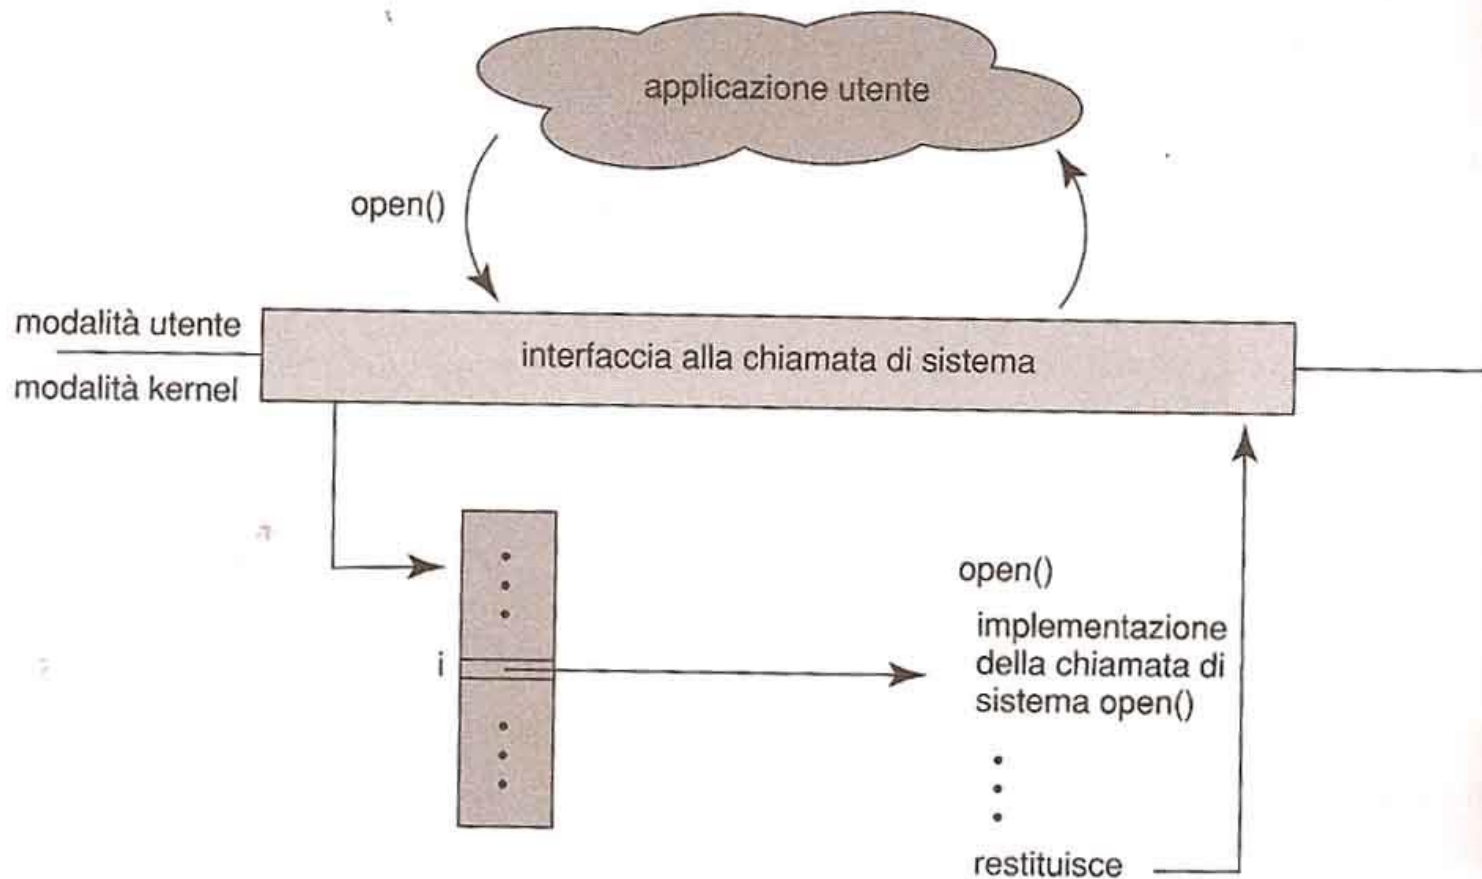 applicazione utente
open()
modalità utente
modalità kernel
interfaccia alla chiamata di sistema
i
open()
implementazione
della chiamata di
sistema open()
restituisce